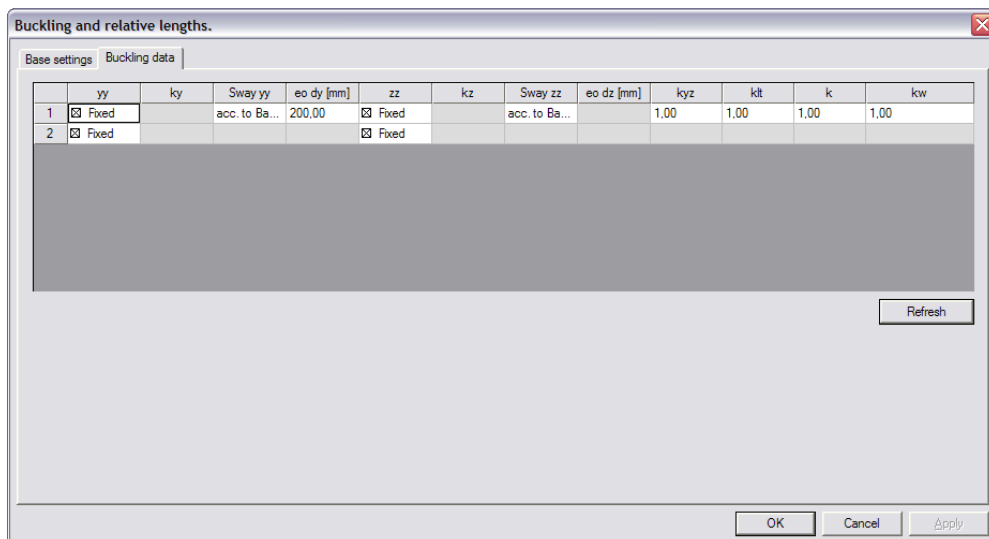 Buckling and relative lengths.
Base settings Buckling data
yy ky Sway yy eo dy [mm] zz kz Sway zz eo dz [mm] kyz klt k kw
1 Fixed acc. to Ba... 200,00 Fixed acc. to Ba... 1,00 1,00 1,00 1,00
2 Fixed Fixed
Refresh
OK Cancel Apply